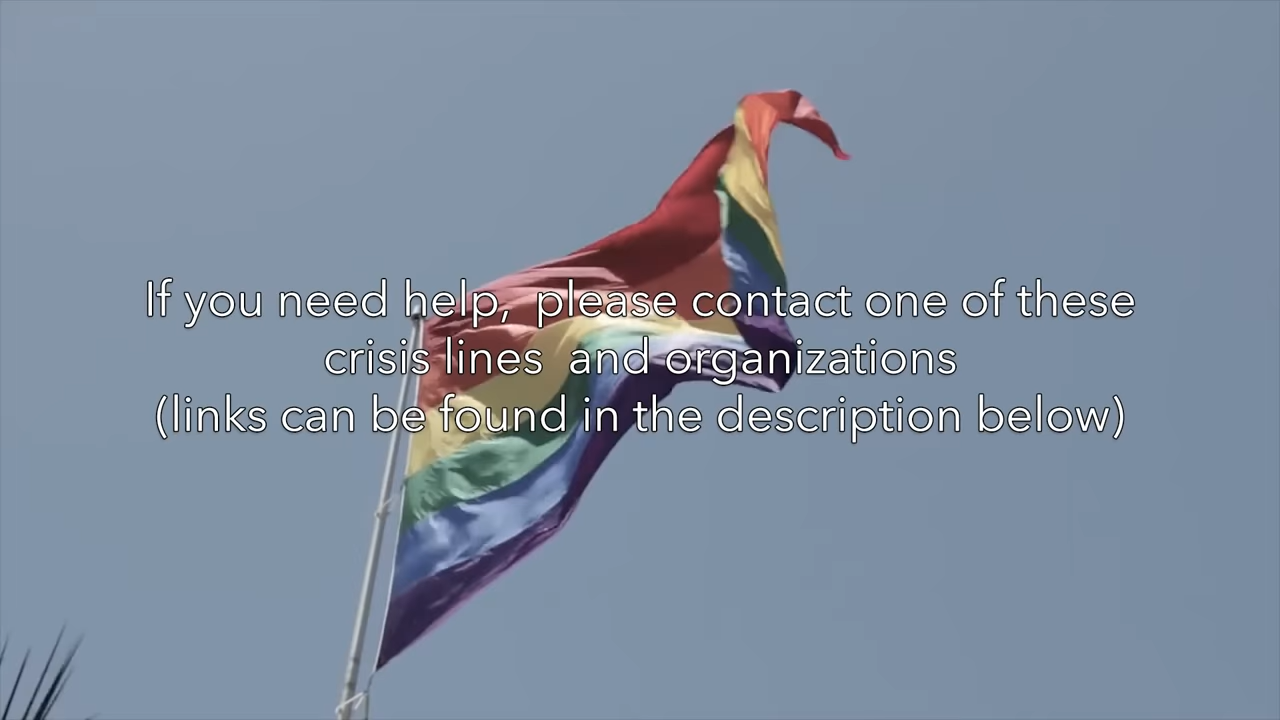 If you need help,  please contact one of these
crisis lines  and organizations
(links can be found in the description below)